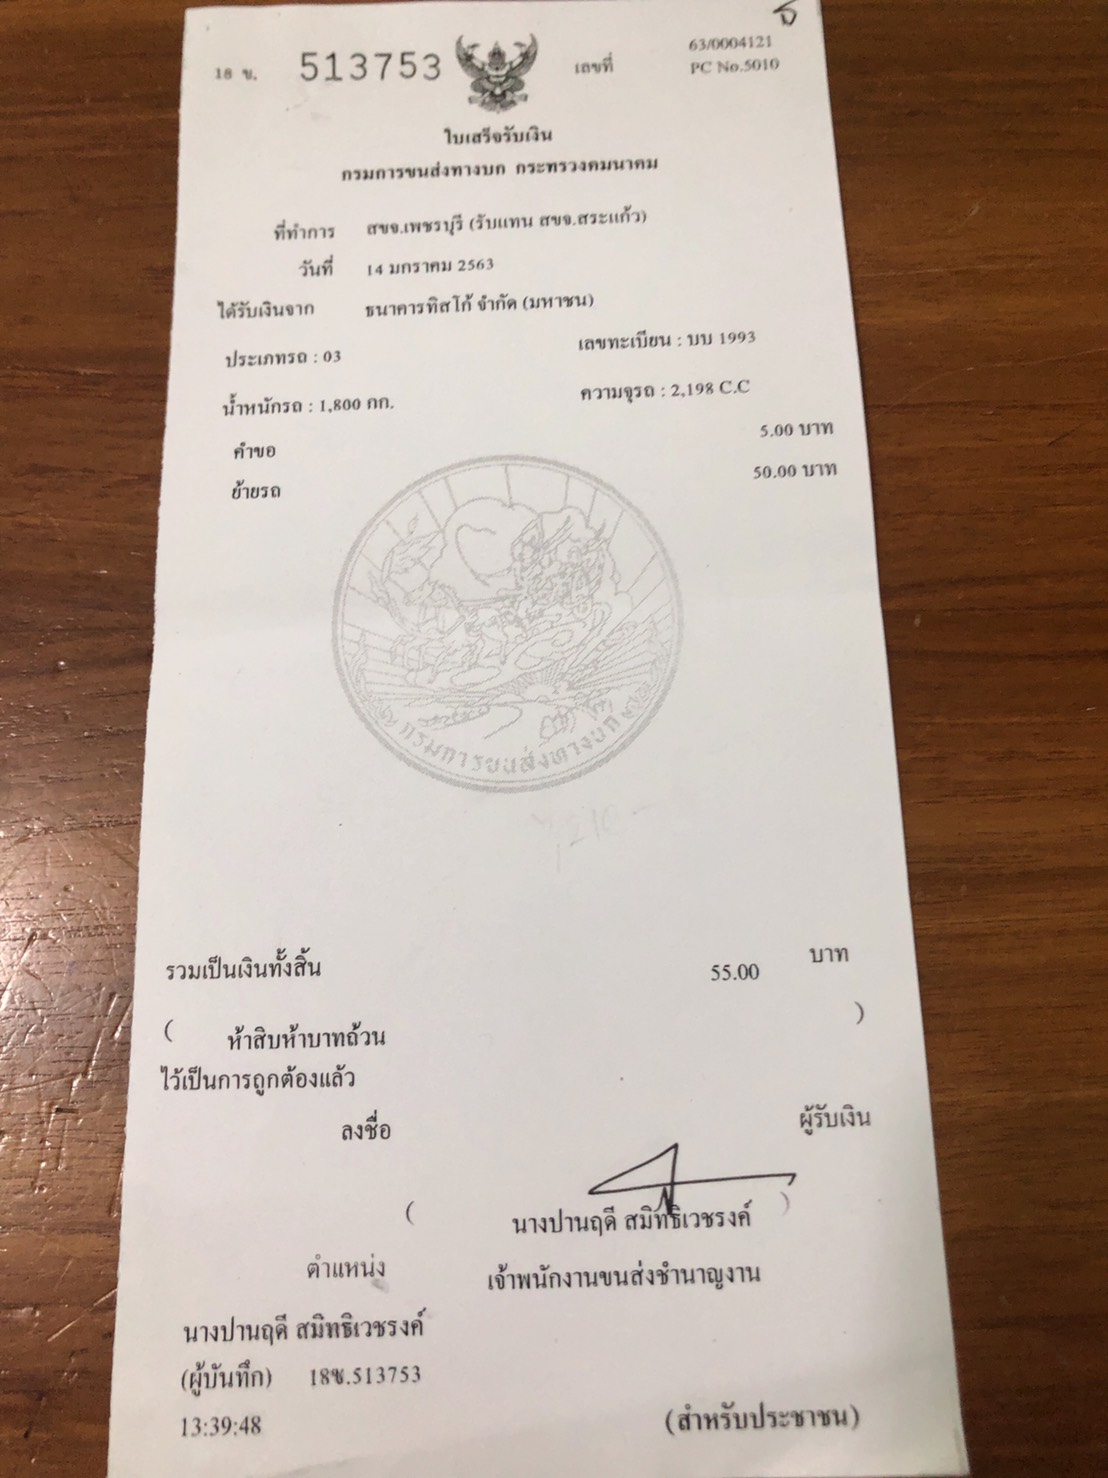 18 ข. 513753 เลขที่ 63/0004121
PC No.5010
ใบเสร็จรับเงิน
กรมการขนส่งทางบก กระทรวงคมนาคม
ที่ทำการ สขจ.เพชรบุรี (รับแทน สขจ.สระแก้ว)
วันที่ 14 มกราคม 2563
ได้รับเงินจาก ธนาคารทิสโก้ จำกัด (มหาชน)
ประเภทรถ : 03 เลขทะเบียน : บบ 1993
น้ำหนักรถ : 1,800 กก. ความจุรถ : 2,198 C.C
คำขอ 5.00 บาท
ย้ายรถ 50.00 บาท
กรมการขนส่งทางบก
รวมเป็นเงินทั้งสิ้น 55.00 บาท
( ห้าสิบห้าบาทถ้วน )
ไว้เป็นการถูกต้องแล้ว
ลงชื่อ ผู้รับเงิน
( นางปานฤดี สมิทธิเวชรงค์ )
ตำแหน่ง เจ้าพนักงานขนส่งชำนาญงาน
นางปานฤดี สมิทธิเวชรงค์
(ผู้บันทึก) 18ข.513753
13:39:48 (สำหรับประชาชน)